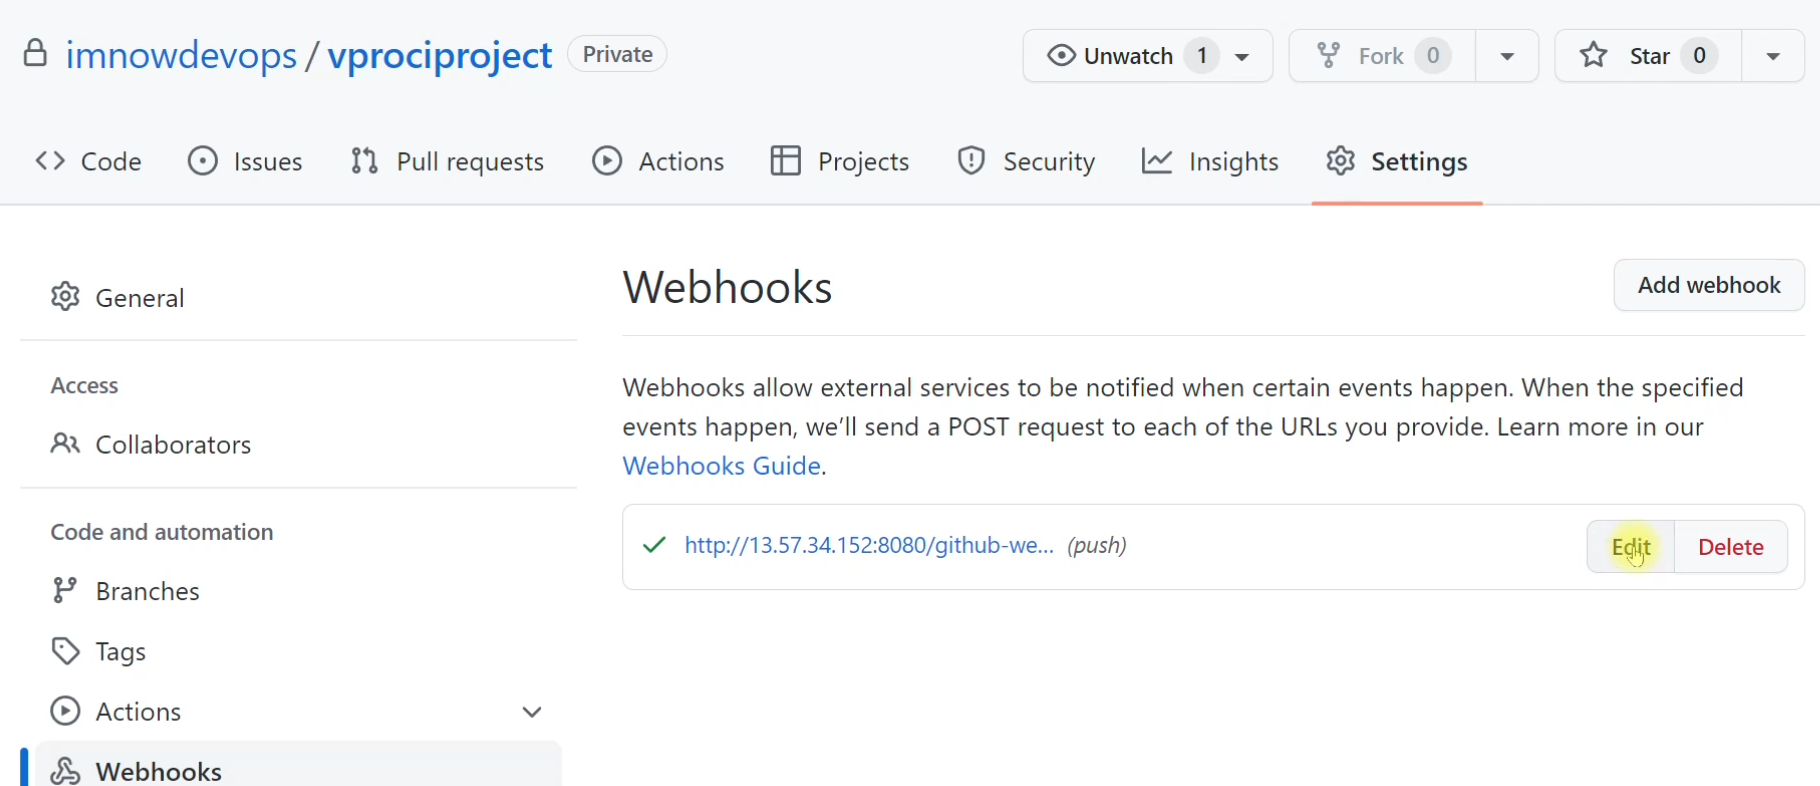 imnowdevops / vprociproject Private Unwatch 1 Fork 0 Star 0
Code Issues Pull requests Actions Projects Security Insights Settings
General
Access
Collaborators
Code and automation
Branches
Tags
Actions
Webhooks
Webhooks Add webhook
Webhooks allow external services to be notified when certain events happen. When the specified
events happen, we'll send a POST request to each of the URLs you provide. Learn more in our
Webhooks Guide.
http://13.57.34.152:8080/github-we... (push) Edit Delete